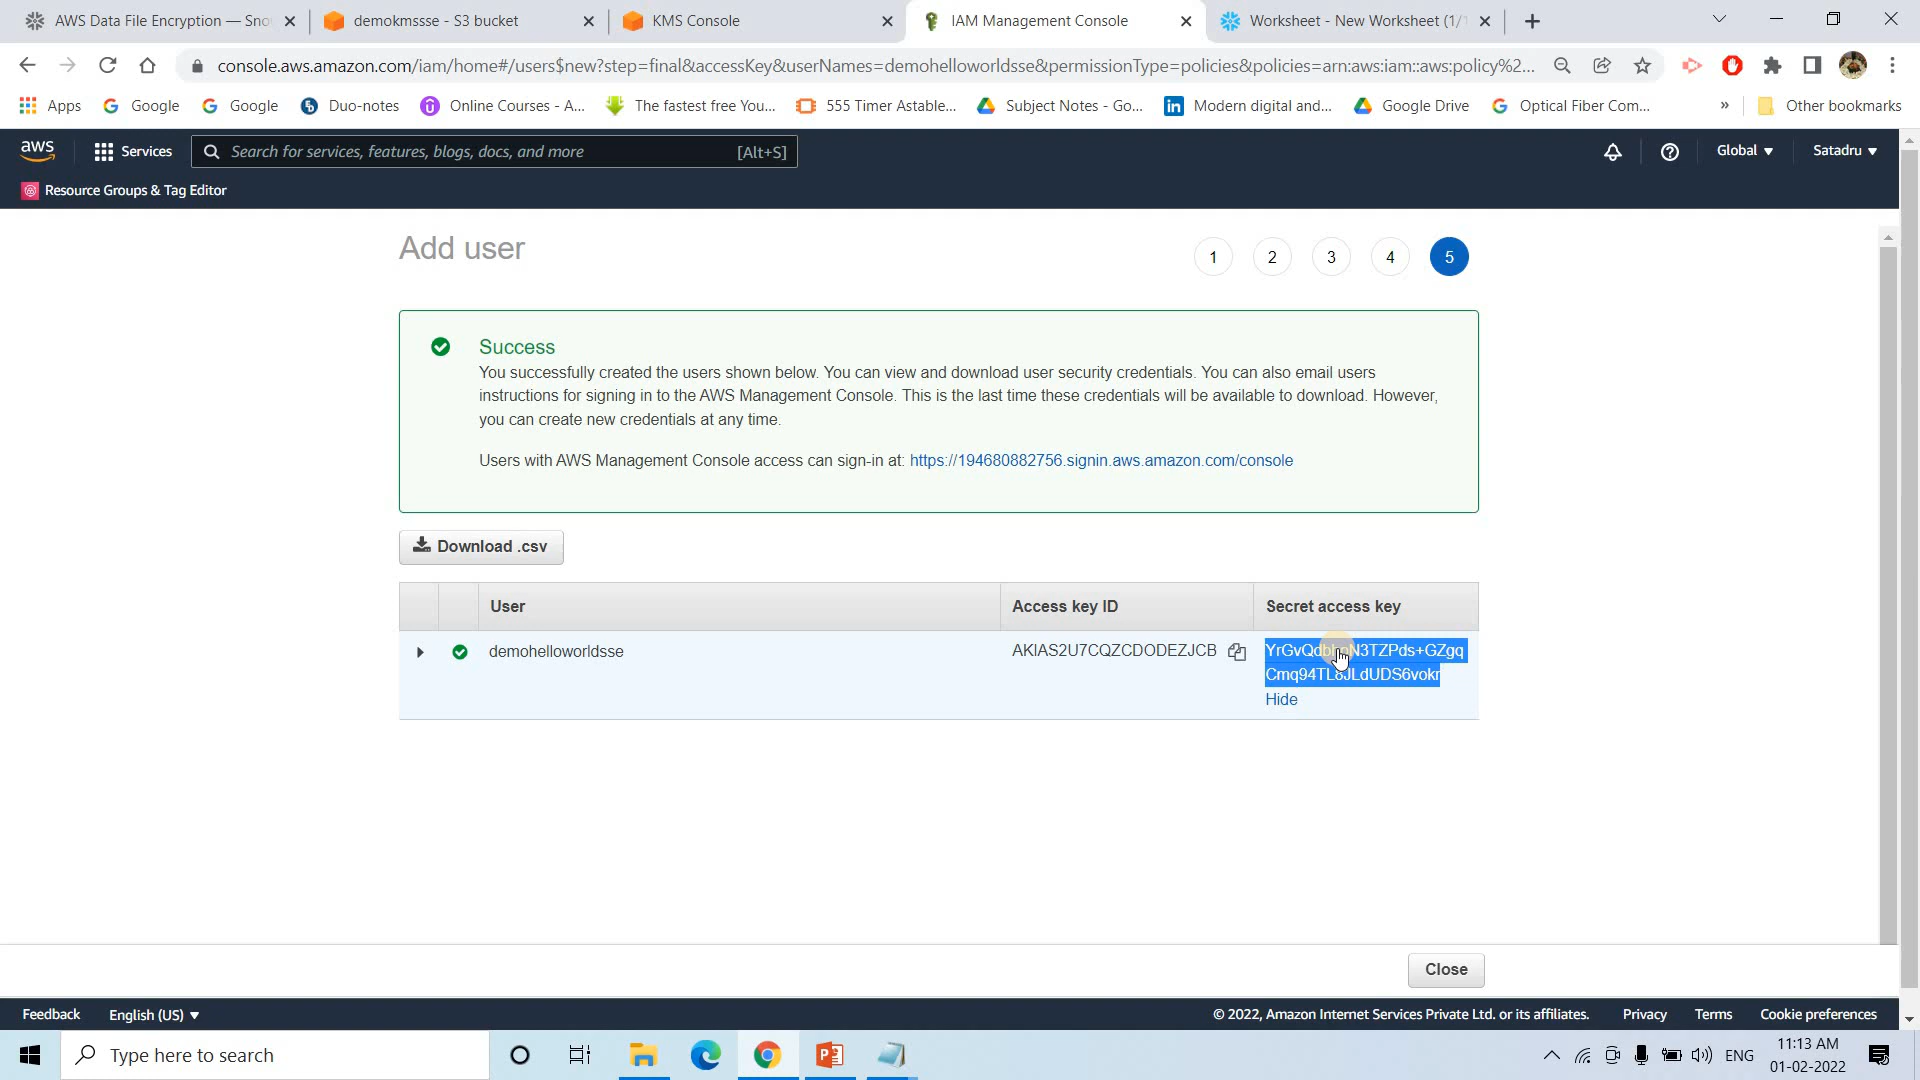 AWS Data File Encryption — Sno
demokmssse - S3 bucket
KMS Console
IAM Management Console
Worksheet - New Worksheet (1/
console.aws.amazon.com/iam/home#/users$new?step=final&accessKey&userNames=demohelloworldsse&permissionType=policies&policies=arn:aws:iam::aws:policy%2...
Apps
Google
Google
Duo-notes
Online Courses - A...
The fastest free You...
555 Timer Astable...
Subject Notes - Go...
Modern digital and...
Google Drive
Optical Fiber Com...
»
Other bookmarks
aws
Services
Search for services, features, blogs, docs, and more
[Alt+S]
Global
Satadru
Resource Groups & Tag Editor
Add user
1
2
3
4
5
Success
You successfully created the users shown below. You can view and download user security credentials. You can also email users
instructions for signing in to the AWS Management Console. This is the last time these credentials will be available to download. However,
you can create new credentials at any time.
Users with AWS Management Console access can sign-in at: https://194680882756.signin.aws.amazon.com/console
Download .csv
User
Access key ID
Secret access key
demohelloworldsse
AKIAS2U7CQZCDODEZJCB
Hide
Close
Feedback
English (US)
© 2022, Amazon Internet Services Private Ltd. or its affiliates.
Privacy
Terms
Cookie preferences
Type here to search
ENG
11:13 AM
01-02-2022